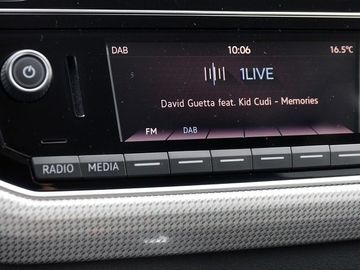 DAB 10:06 16.5°C
1LIVE
David Guetta feat. Kid Cudi - Memories
FM DAB
RADIO MEDIA